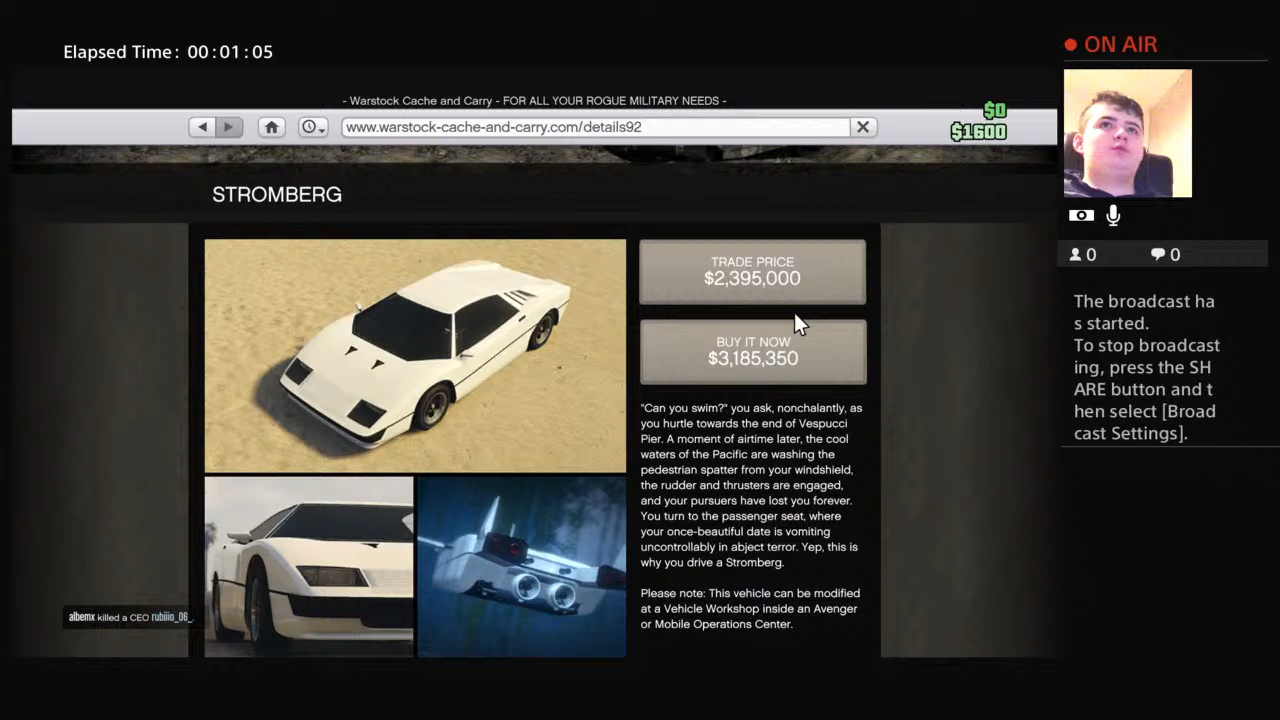 Elapsed Time: 00:01:05
ON AIR
- Warstock Cache and Carry - FOR ALL YOUR ROGUE MILITARY NEEDS -
www.warstock-cache-and-carry.com/details92
$0
$1600
STROMBERG
TRADE PRICE
$2,395,000
BUY IT NOW
$3,185,350
"Can you swim?" you ask, nonchalantly, as
you hurtle towards the end of Vespucci
Pier. A moment of airtime later, the cool
waters of the Pacific are washing the
pedestrian spatter from your windshield,
the rudder and thrusters are engaged,
and your pursuers have lost you forever.
You turn to the passenger seat, where
your once-beautiful date is vomiting
uncontrollably in abject terror. Yep, this is
why you drive a Stromberg.
Please note: This vehicle can be modified
at a Vehicle Workshop inside an Avenger
or Mobile Operations Center.
albemx killed a CEO rubiiio_06_.
0 0
The broadcast ha
s started.
To stop broadcast
ing, press the SH
ARE button and t
hen select [Broad
cast Settings].